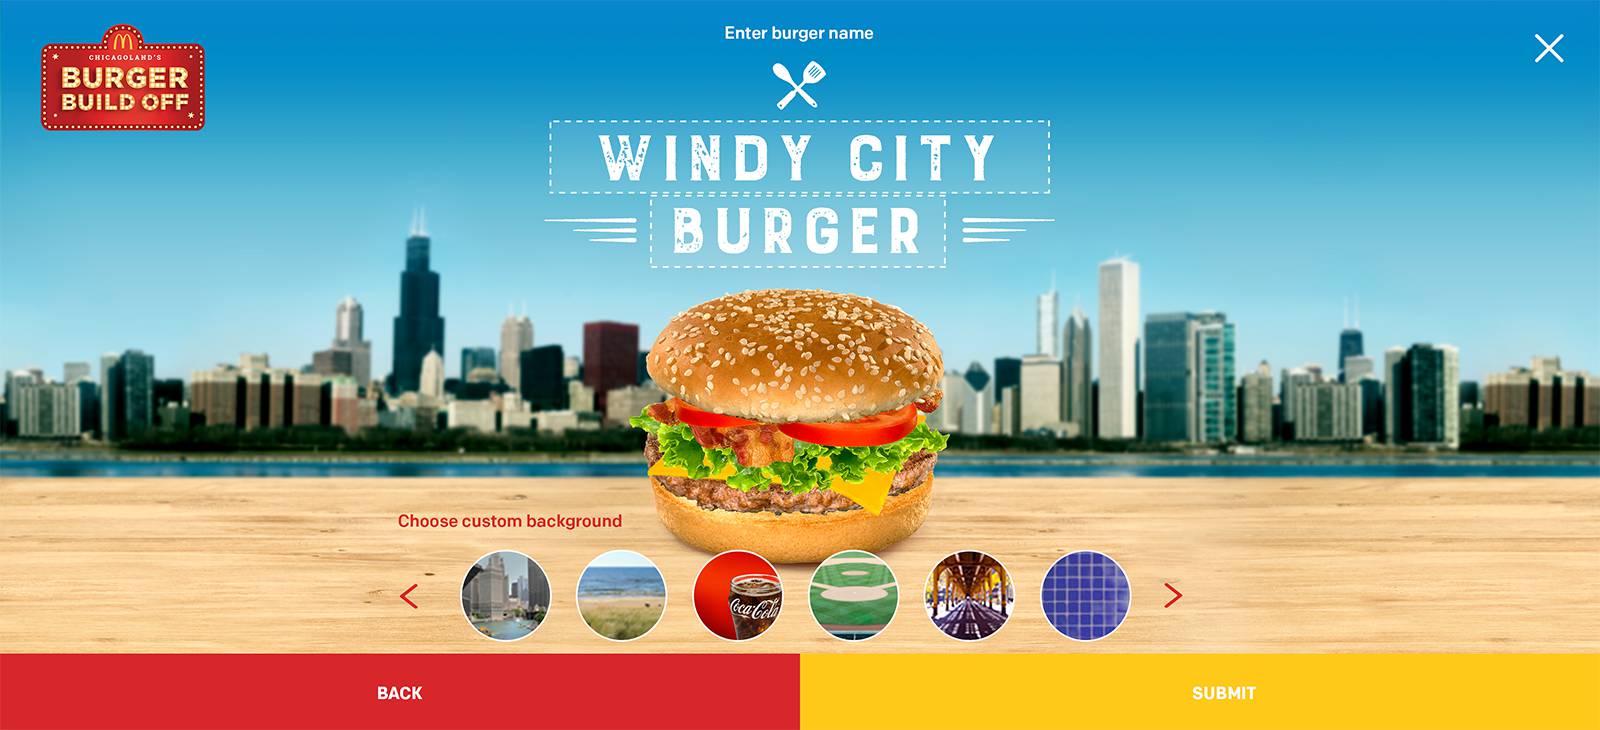 Enter burger name
CHICAGOLAND'S
BURGER
BUILD OFF
WINDY CITY
BURGER
Choose custom background
Coca-Cola
BACK
SUBMIT